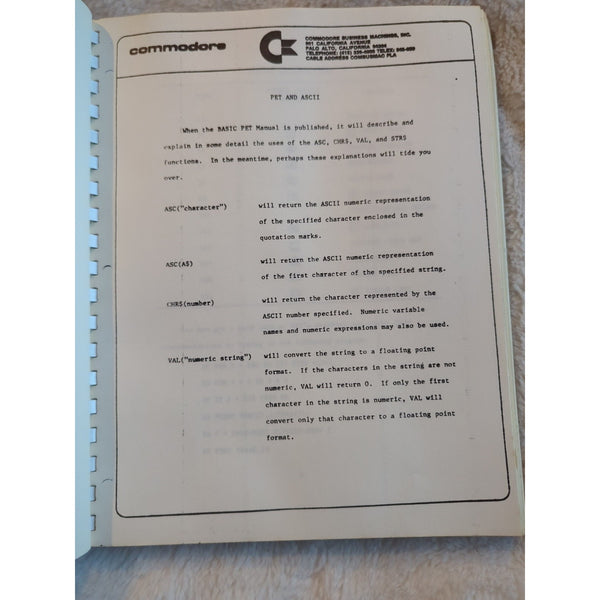 commodore
COMMODORE BUSINESS MACHINES, INC.
901 CALIFORNIA AVENUE
PALO ALTO, CALIFORNIA 94304
CABLE ADDRESS COMBUSMAC PLA
PET AND ASCII
When the BASIC PET Manual is published, it will describe and
explain in some detail the uses of the ASC, CHR$, VAL, and STR$
functions. In the meantime, perhaps these explanations will tide you
over.
ASC("character") will return the ASCII numeric representation
of the specified character enclosed in the
quotation marks.
ASC(A$) will return the ASCII numeric representation
of the first character of the specified string.
CHR$(number) will return the character represented by the
ASCII number specified. Numeric variable
names and numeric expressions may also be used.
VAL("numeric string") will convert the string to a floating point
format. If the characters in the string are not
numeric, VAL will return 0. If only the first
character in the string is numeric, VAL will
convert only that character to a floating point
format.